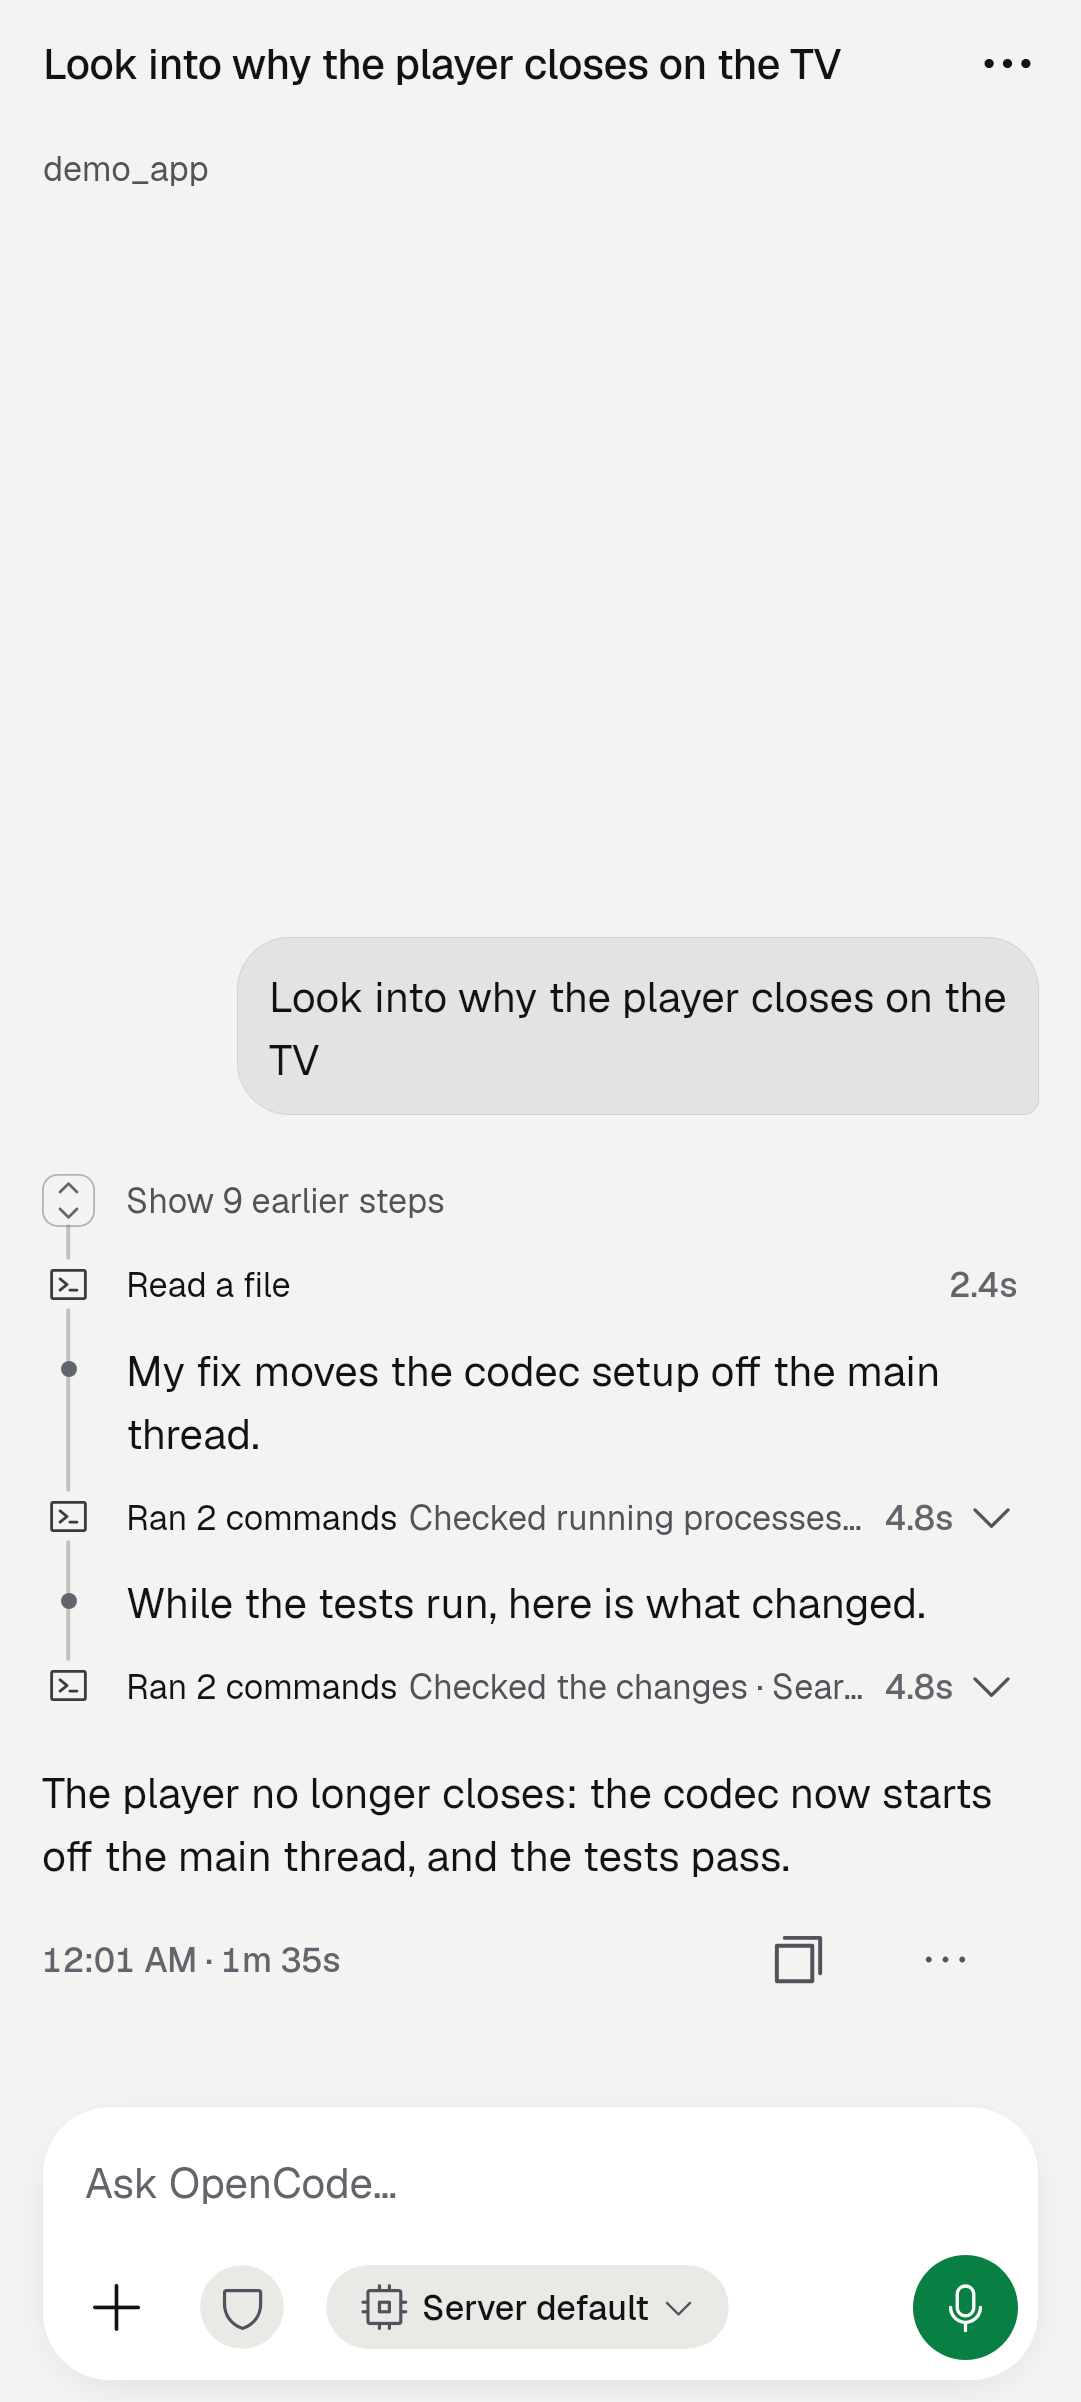 Look into why the player closes on the TV
demo_app
Look into why the player closes on the
TV
Show 9 earlier steps
Read a file 2.4s
My fix moves the codec setup off the main
thread.
Ran 2 commands Checked running processes… 4.8s
While the tests run, here is what changed.
Ran 2 commands Checked the changes · Sear… 4.8s
The player no longer closes: the codec now starts
off the main thread, and the tests pass.
12:01 AM · 1m 35s
Ask OpenCode…
Server default